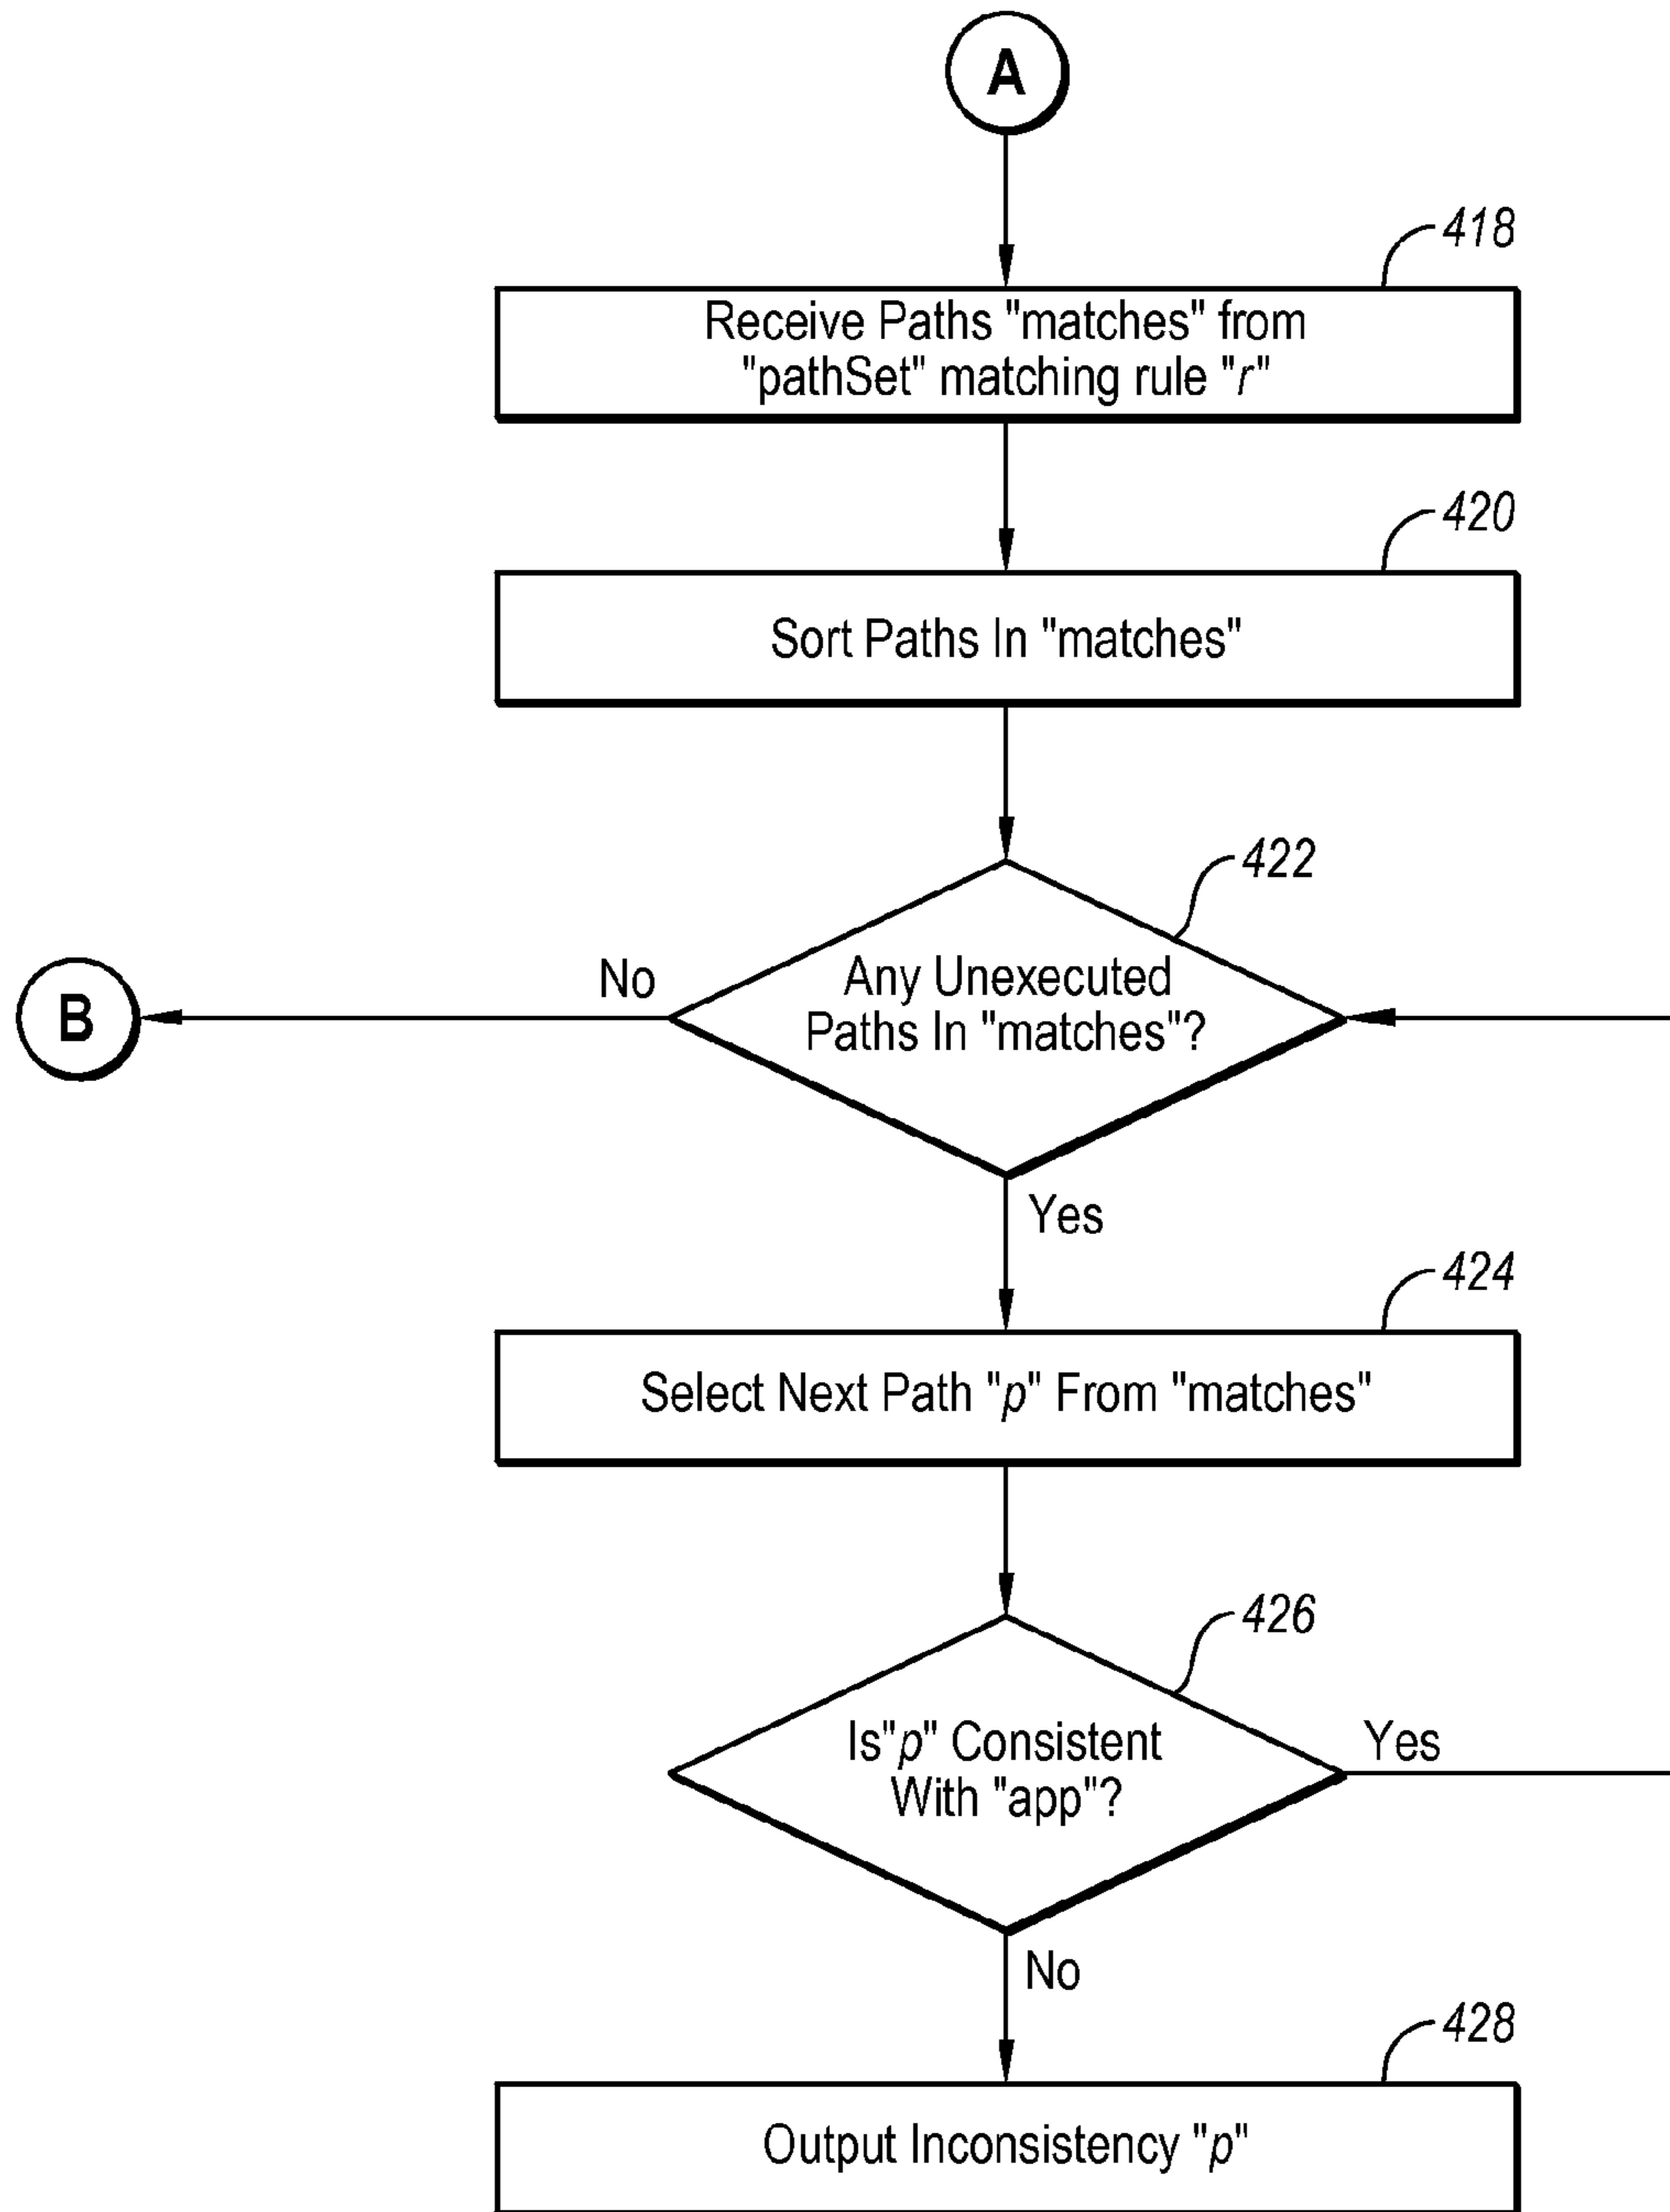 A
418
Receive Paths "matches" from
"pathSet" matching rule "r"
420
Sort Paths In "matches"
422
Any Unexecuted
Paths In "matches"?
No
B
Yes
424
Select Next Path "p" From "matches"
426
Is"p" Consistent
With "app"?
Yes
No
428
Output Inconsistency "p"